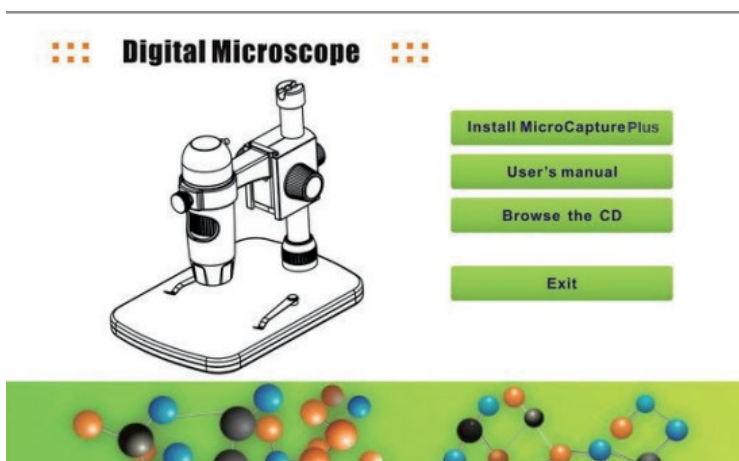 Digital Microscope
Install MicroCapturePlus
User's manual
Browse the CD
Exit